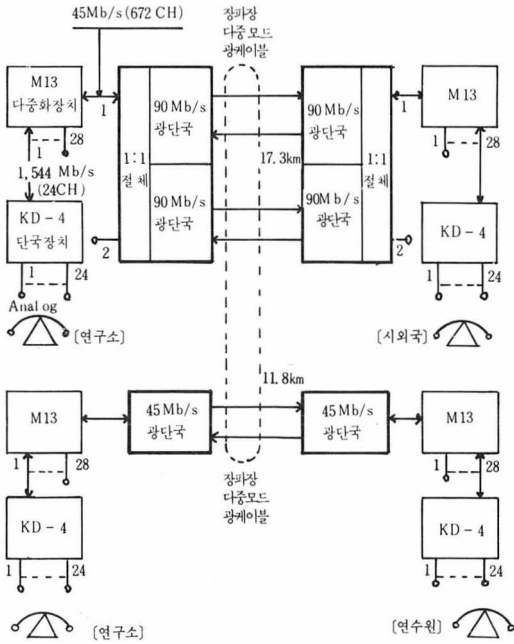 45Mb/s (672 CH)
장파장
다중모드
광케이블
M13
다중화장치
1
28
1,544 Mb/s
(24CH)
KD-4
단국장치
1
24
Analog
[연구소]
1
2
1:1
절체
90Mb/s
광단국
90Mb/s
광단국
17.3km
90Mb/s
광단국
90Mb/s
광단국
1:1
절체
1
2
M13
1
28
KD-4
1
24
[시외국]
11.8km
M13
1
28
KD-4
1
24
[연구소]
45Mb/s
광단국
45Mb/s
광단국
장파장
다중모드
광케이블
M13
1
28
KD-4
1
24
[연수원]